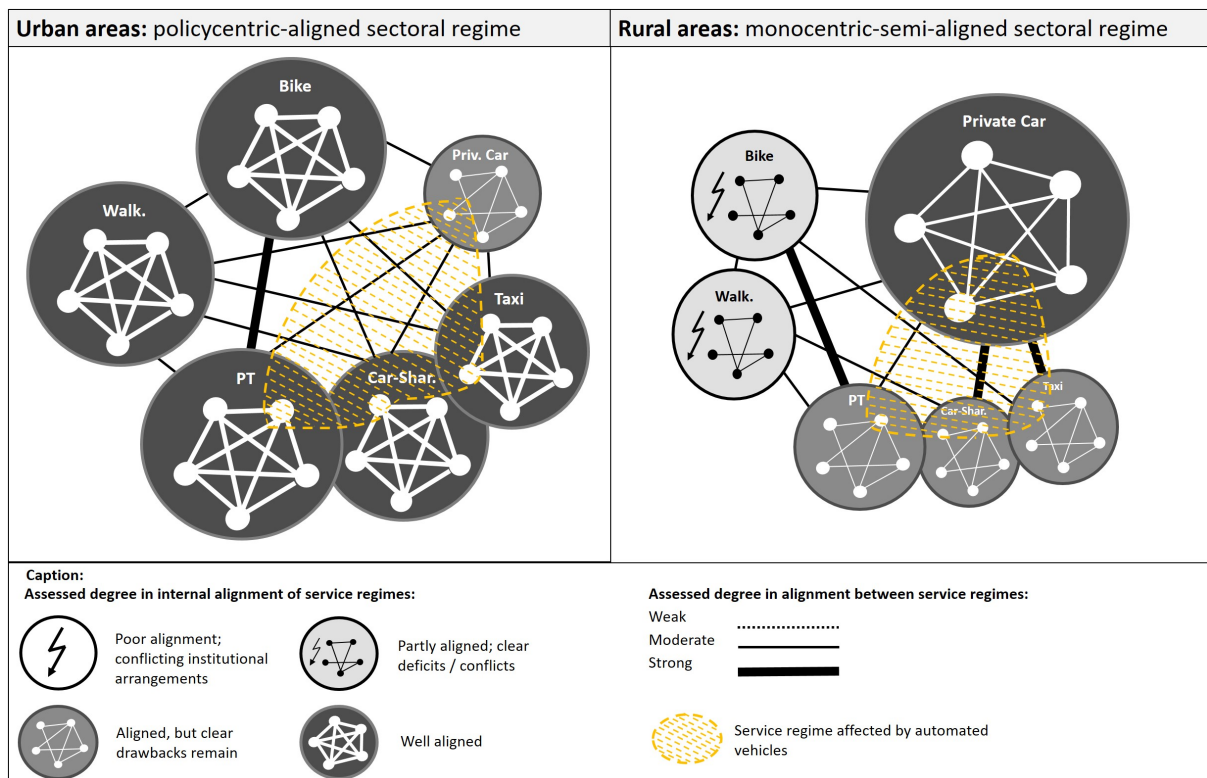 Urban areas: policycentric-aligned sectoral regime
Rural areas: monocentric-semi-aligned sectoral regime
Bike
Priv. Car
Walk.
Taxi
PT
Car-Shar.
Private Car
Bike
Walk.
PT
Car-Shar.
Taxi
Caption:
Assessed degree in internal alignment of service regimes:
Poor alignment;
conflicting institutional
arrangements
Partly aligned; clear
deficits / conflicts
Aligned, but clear
drawbacks remain
Well aligned
Assessed degree in alignment between service regimes:
Weak
Moderate
Strong
Service regime affected by automated
vehicles